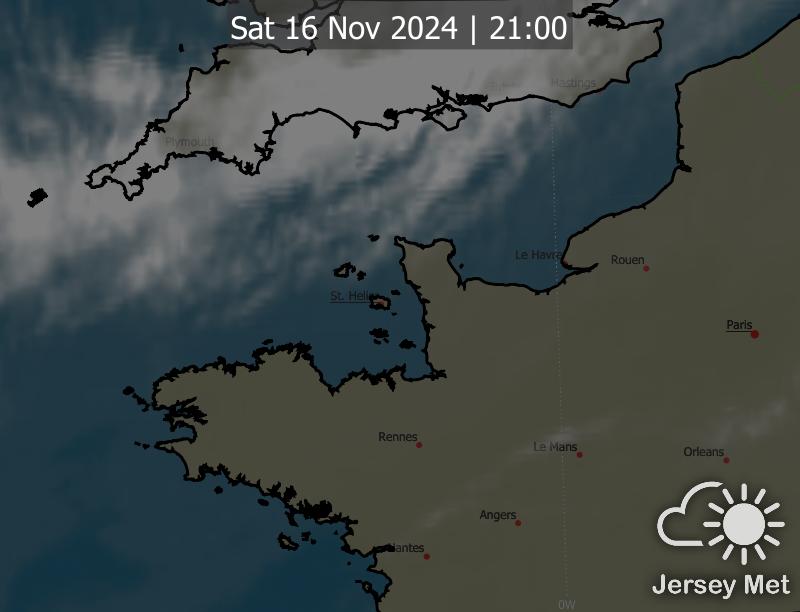 Sat 16 Nov 2024 | 21:00
Hastings
Plymouth
Le Havre
Rouen
St. Helier
Paris
Rennes
Le Mans
Orleans
Angers
Nantes
0W
Jersey Met